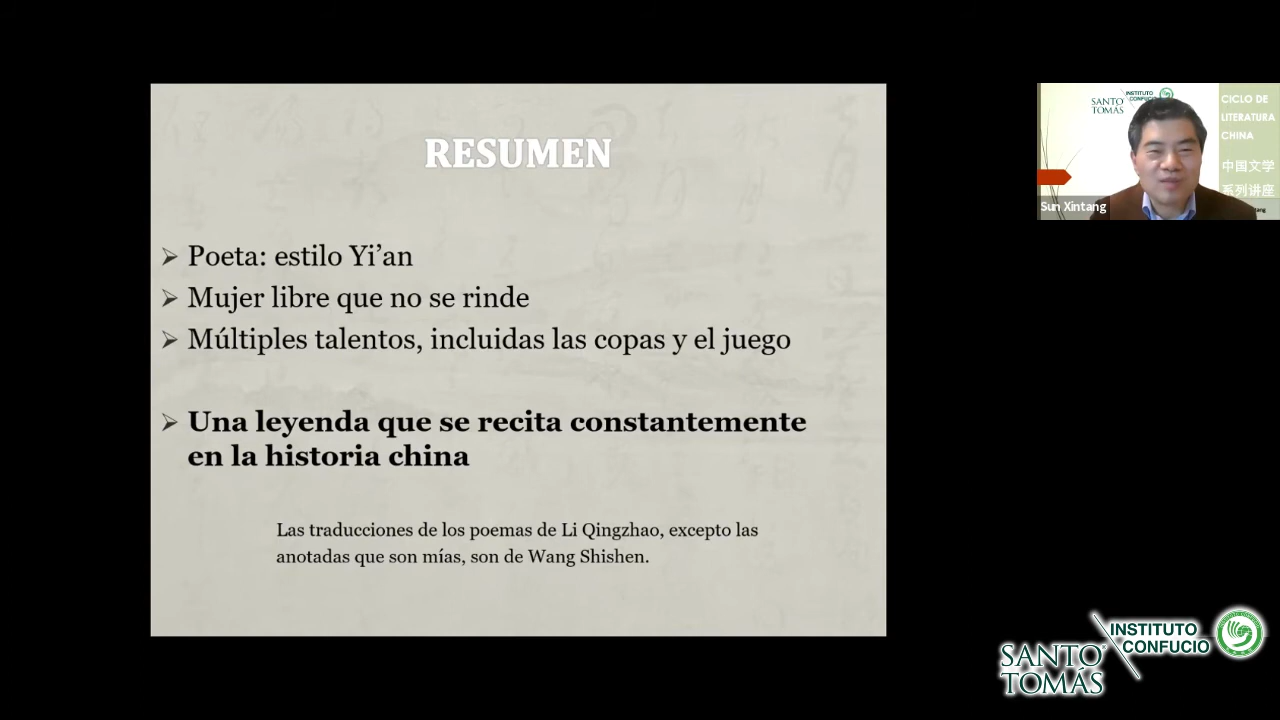 RESUMEN
Poeta: estilo Yi’an
Mujer libre que no se rinde
Múltiples talentos, incluidas las copas y el juego
Una leyenda que se recita constantemente
en la historia china
Las traducciones de los poemas de Li Qingzhao, excepto las
anotadas que son mías, son de Wang Shishen.
SANTO
TOMÁS
INSTITUTO
CONFUCIO
CICLO DE
LITERATURA
CHINA
中国文学
系列讲座
Sun Xintang
SANTO
TOMÁS
INSTITUTO
CONFUCIO